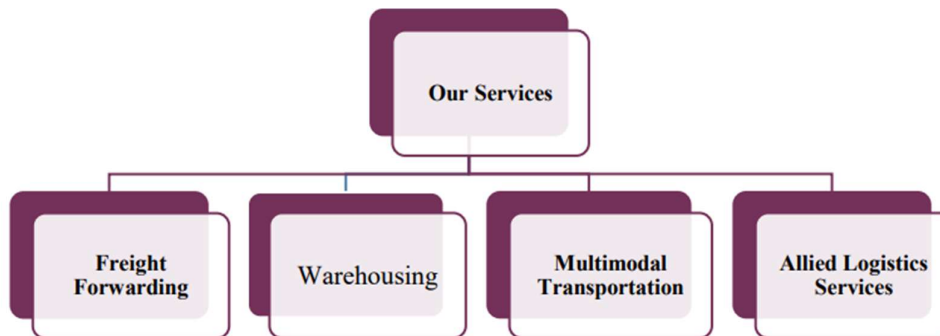 Our Services
Freight
Forwarding
Warehousing
Multimodal
Transportation
Allied Logistics
Services